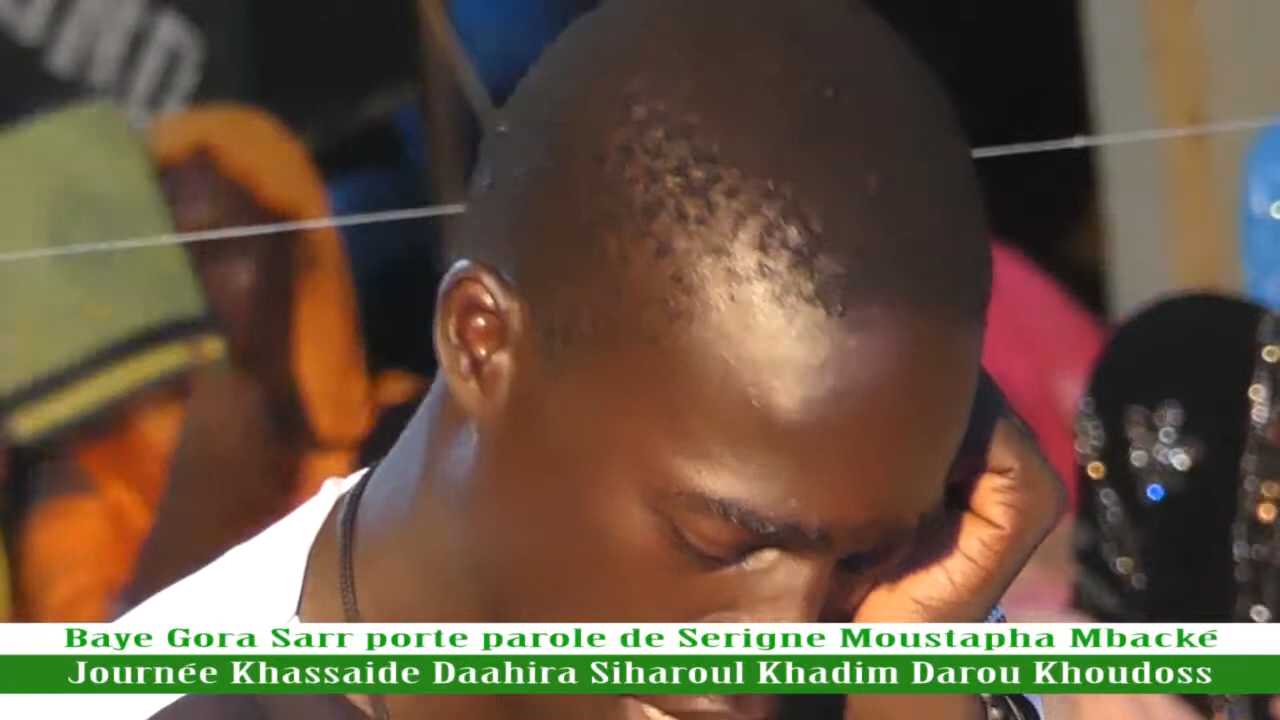 Baye Gora Sarr porte parole de Serigne Moustapha Mbacké
Journée Khassaide Daahira Siharoul Khadim Darou Khoudoss